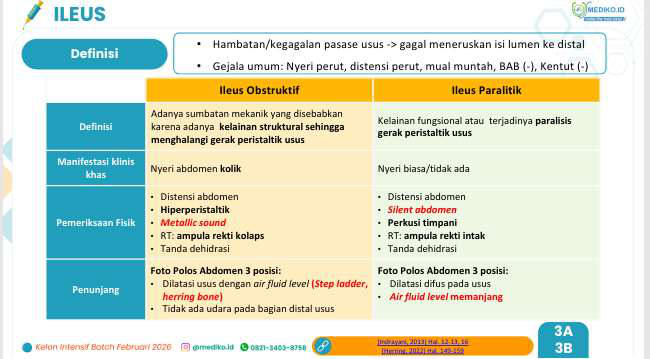 ILEUS
MEDIKO.ID
Definisi
• Hambatan/kegagalan pasase usus -> gagal meneruskan isi lumen ke distal
• Gejala umum: Nyeri perut, distensi perut, mual muntah, BAB (-), Kentut (-)
Ileus Obstruktif
Ileus Paralitik
Definisi
Adanya sumbatan mekanik yang disebabkan
karena adanya kelainan struktural sehingga
menghalangi gerak peristaltik usus
Kelainan fungsional atau terjadinya paralisis
gerak peristaltik usus
Manifestasi klinis
khas
Nyeri abdomen kolik
Nyeri biasa/tidak ada
Pemeriksaan Fisik
• Distensi abdomen
• Hiperperistaltik
• Metallic sound
• RT: ampula rekti kolaps
• Tanda dehidrasi
• Distensi abdomen
• Silent abdomen
• Perkusi timpani
• RT: ampula rekti intak
• Tanda dehidrasi
Penunjang
Foto Polos Abdomen 3 posisi:
• Dilatasi usus dengan air fluid level (Step ladder,
herring bone)
• Tidak ada udara pada bagian distal usus
Foto Polos Abdomen 3 posisi:
• Dilatasi difus pada usus
• Air fluid level memanjang
Kelan Intensif Batch Februari 2026
@mediko.id
0821-3403-8758
(Indrayani, 2013) Hal. 12-13, 16
(Herring, 2022) Hal. 149-159
3A
3B